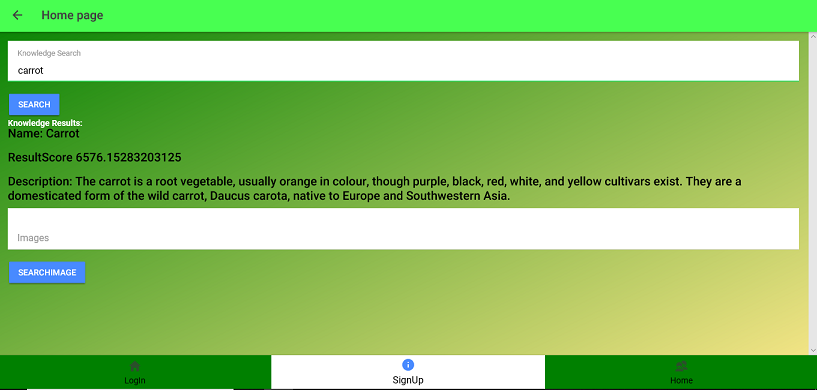 Home page
Knowledge Search
carrot
SEARCH
Knowledge Results:
Name: Carrot
ResultScore 6576.15283203125
Description: The carrot is a root vegetable, usually orange in colour, though purple, black, red, white, and yellow cultivars exist. They are a
domesticated form of the wild carrot, Daucus carota, native to Europe and Southwestern Asia.
Images
SEARCHIMAGE
Login
SignUp
Home